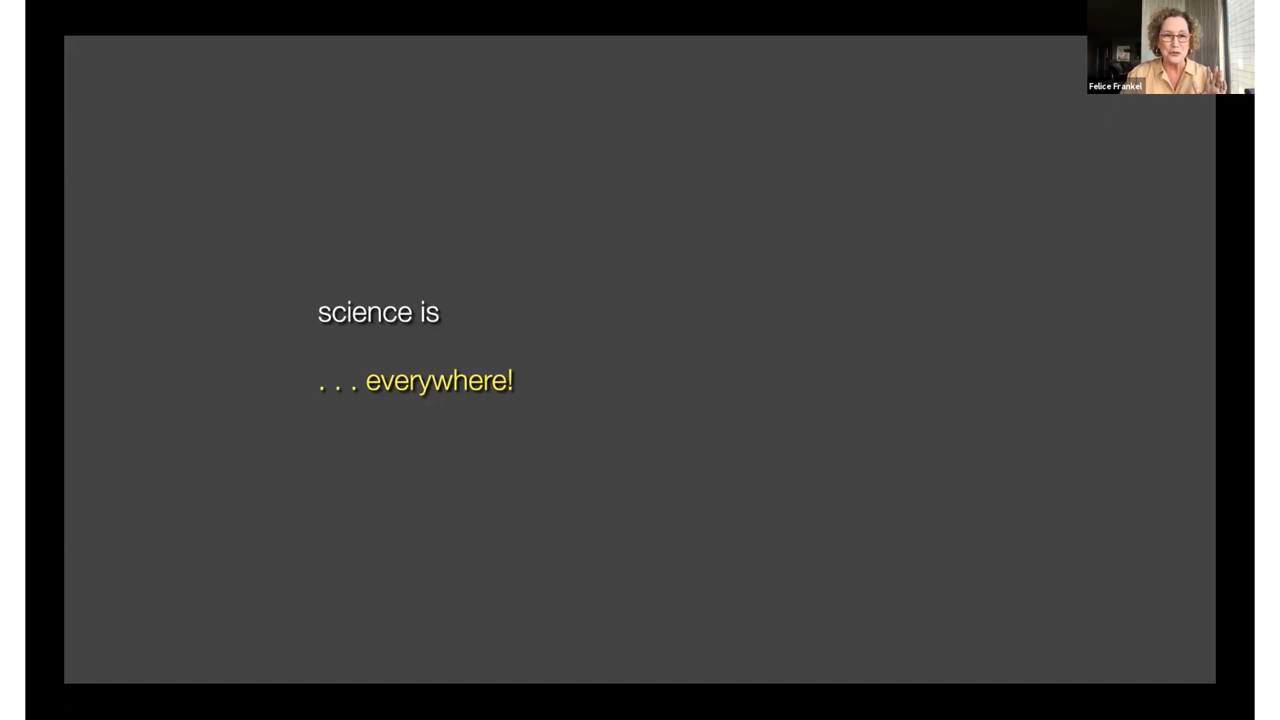 Felice Frankel
science is
. . . everywhere!